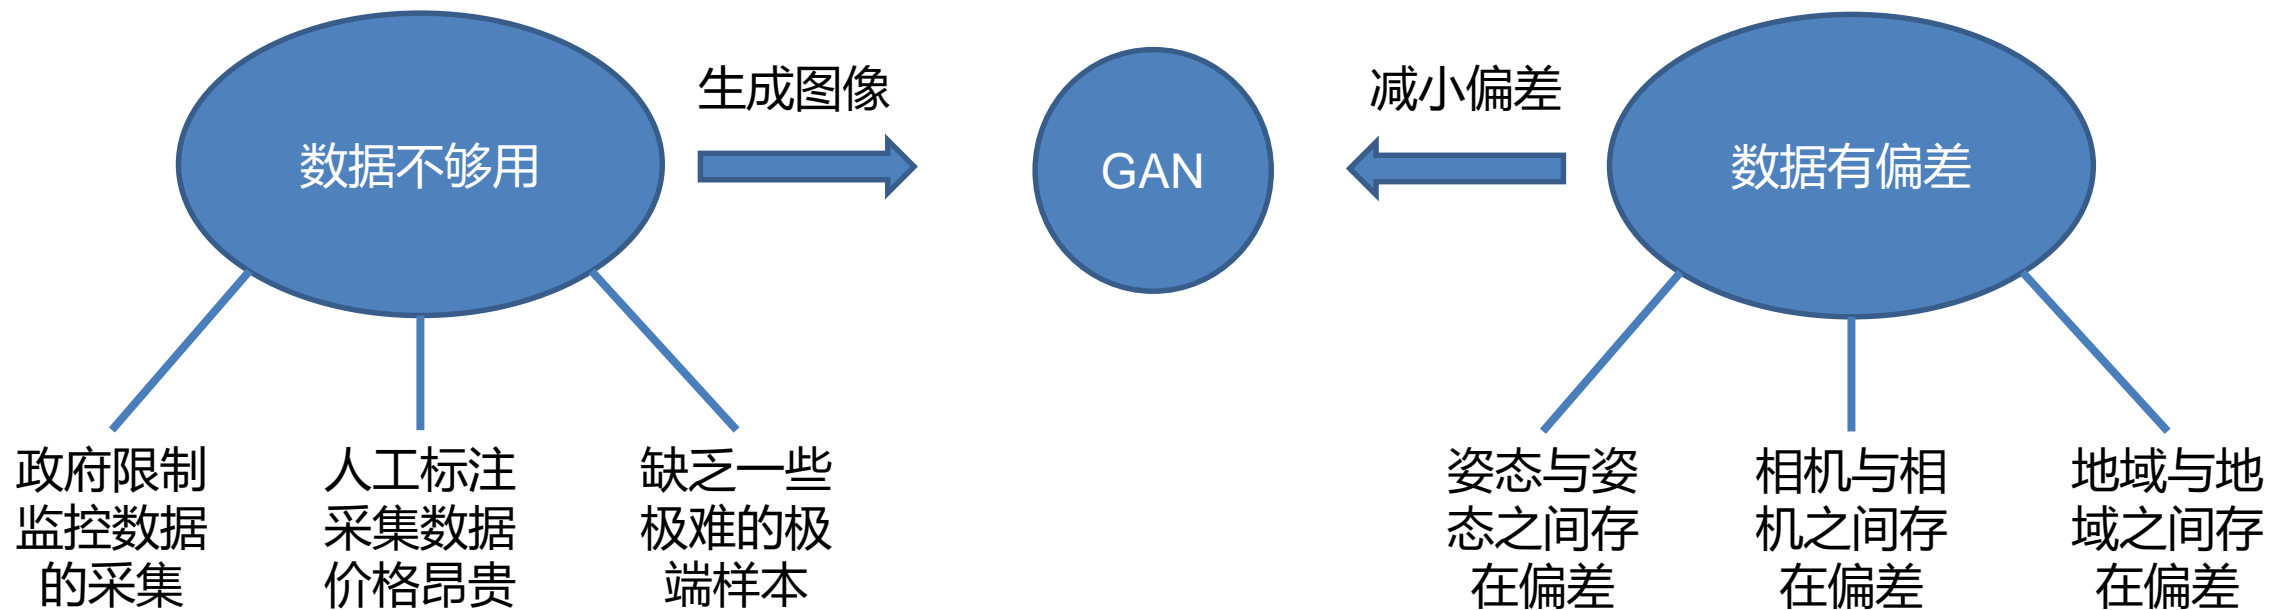 生成图像
减小偏差
数据不够用
GAN
数据有偏差
政府限制
监控数据
的采集
人工标注
采集数据
价格昂贵
缺乏一些
极难的极
端样本
姿态与姿
态之间存
在偏差
相机与相
机之间存
在偏差
地域与地
域之间存
在偏差